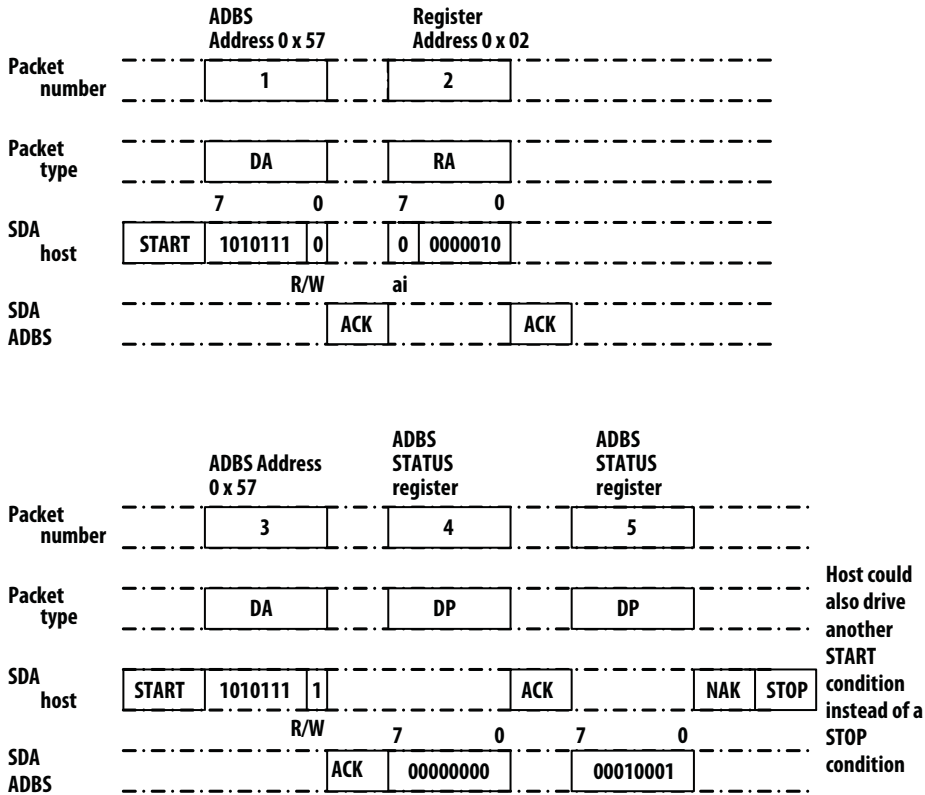 ADBS
Address 0 x 57
Register
Address 0 x 02
Packet
number
1
2
Packet
type
DA
RA
7 0 7 0
SDA
host
START 1010111 0 0 0000010
R/W ai
SDA
ADBS
ACK ACK
ADBS Address
0 x 57
ADBS
STATUS
register
ADBS
STATUS
register
Packet
number
3 4 5
Packet
type
DA DP DP
SDA
host
START 1010111 1 ACK NAK STOP
R/W 7 0 7 0
SDA
ADBS
ACK 00000000 00010001
Host could
also drive
another
START
condition
instead of a
STOP
condition